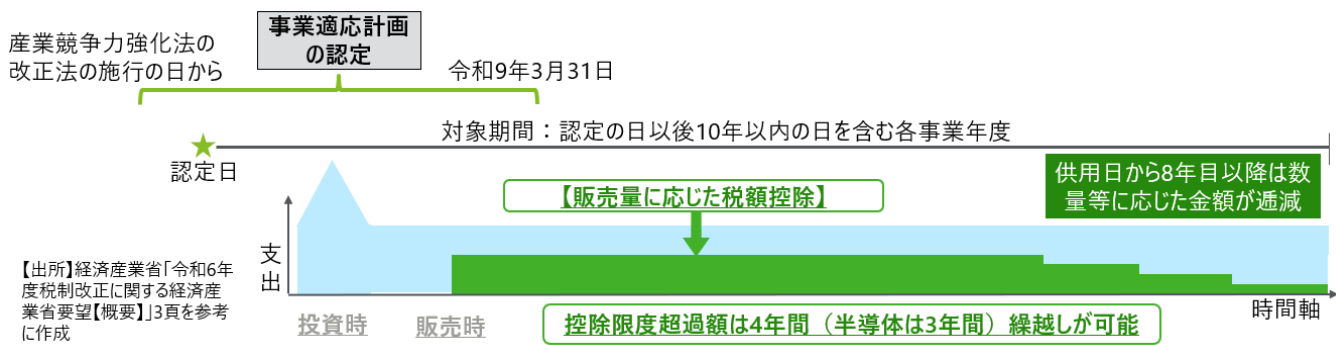 産業競争力強化法の
改正法の施行の日から
事業適応計画
の認定
令和9年3月31日
対象期間：認定の日以後10年以内の日を含む各事業年度
認定日
供用日から8年目以降は数
量等に応じた金額が逓減
【販売量に応じた税額控除】
支
出
【出所】経済産業省「令和6年
度税制改正に関する経済産
業省要望【概要】」3頁を参考
に作成
投資時
販売時
控除限度超過額は4年間（半導体は3年間）繰越しが可能
時間軸